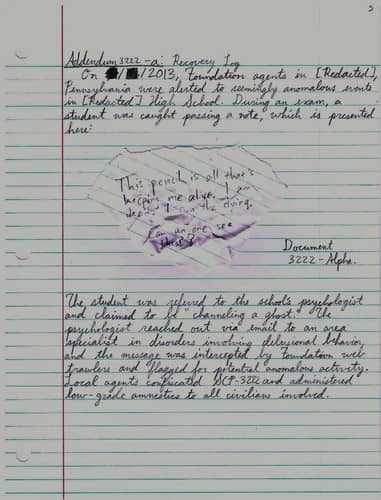 5
Addendum 3222-a: Recovery Log
On █/█/2013, Foundation agents in [Redacted],
Pennsylvania were alerted to seemingly anomalous events
in [Redacted] High School. During an exam, a
student was caught passing a note, which is presented
here:
This pencil is all that's
keeping me alive. I am
dead. I am the dying.
Can anyone see
this?
Document
3222-Alpha.
The student was referred to the school's psychologist
and claimed to be "channeling a ghost". The
psychologist reached out via email to an area
specialist in disorders involving delusional behavior,
and the message was intercepted by Foundation web
crawlers and flagged for potential anomalous activity.
Local agents confiscated SCP-3222 and administered
low-grade amnestics to all civilians involved.